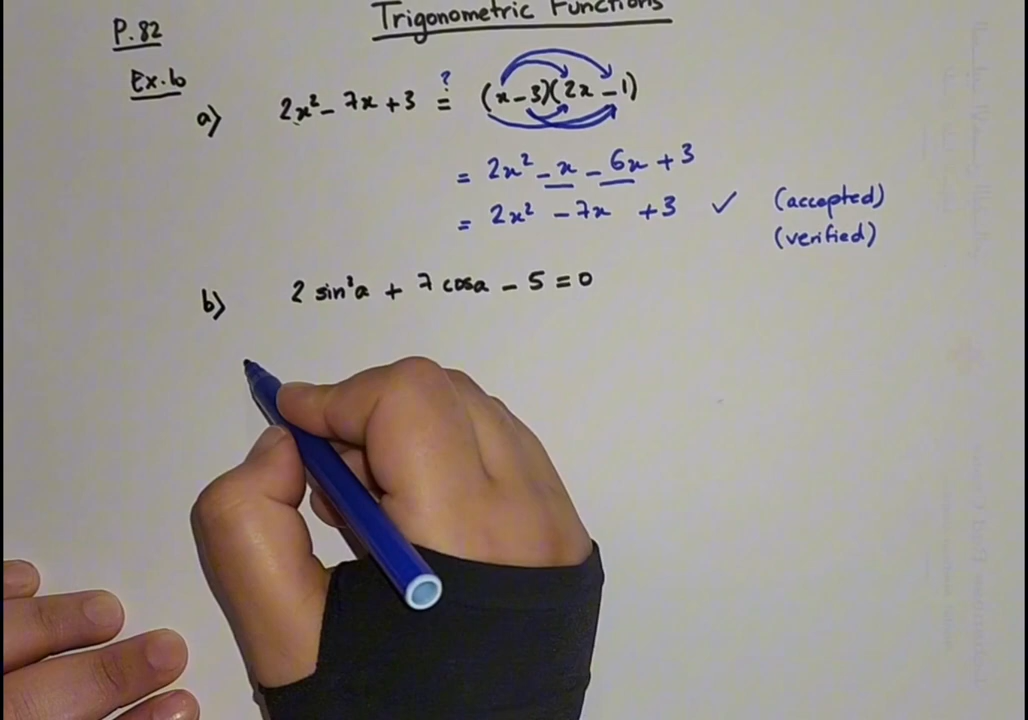 Trigonometric Functions
P.82
Ex.6
a) 2x² - 7x + 3 ≟ (x - 3)(2x - 1)
= 2x² - x - 6x + 3
= 2x² - 7x + 3 ✓ (accepted)
(verified)
b) 2 sin²a + 7 cosa - 5 = 0